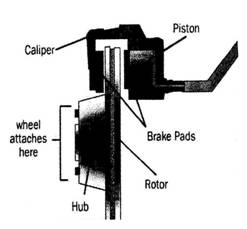 Piston
Caliper
wheel
attaches
here
Brake Pads
Rotor
Hub